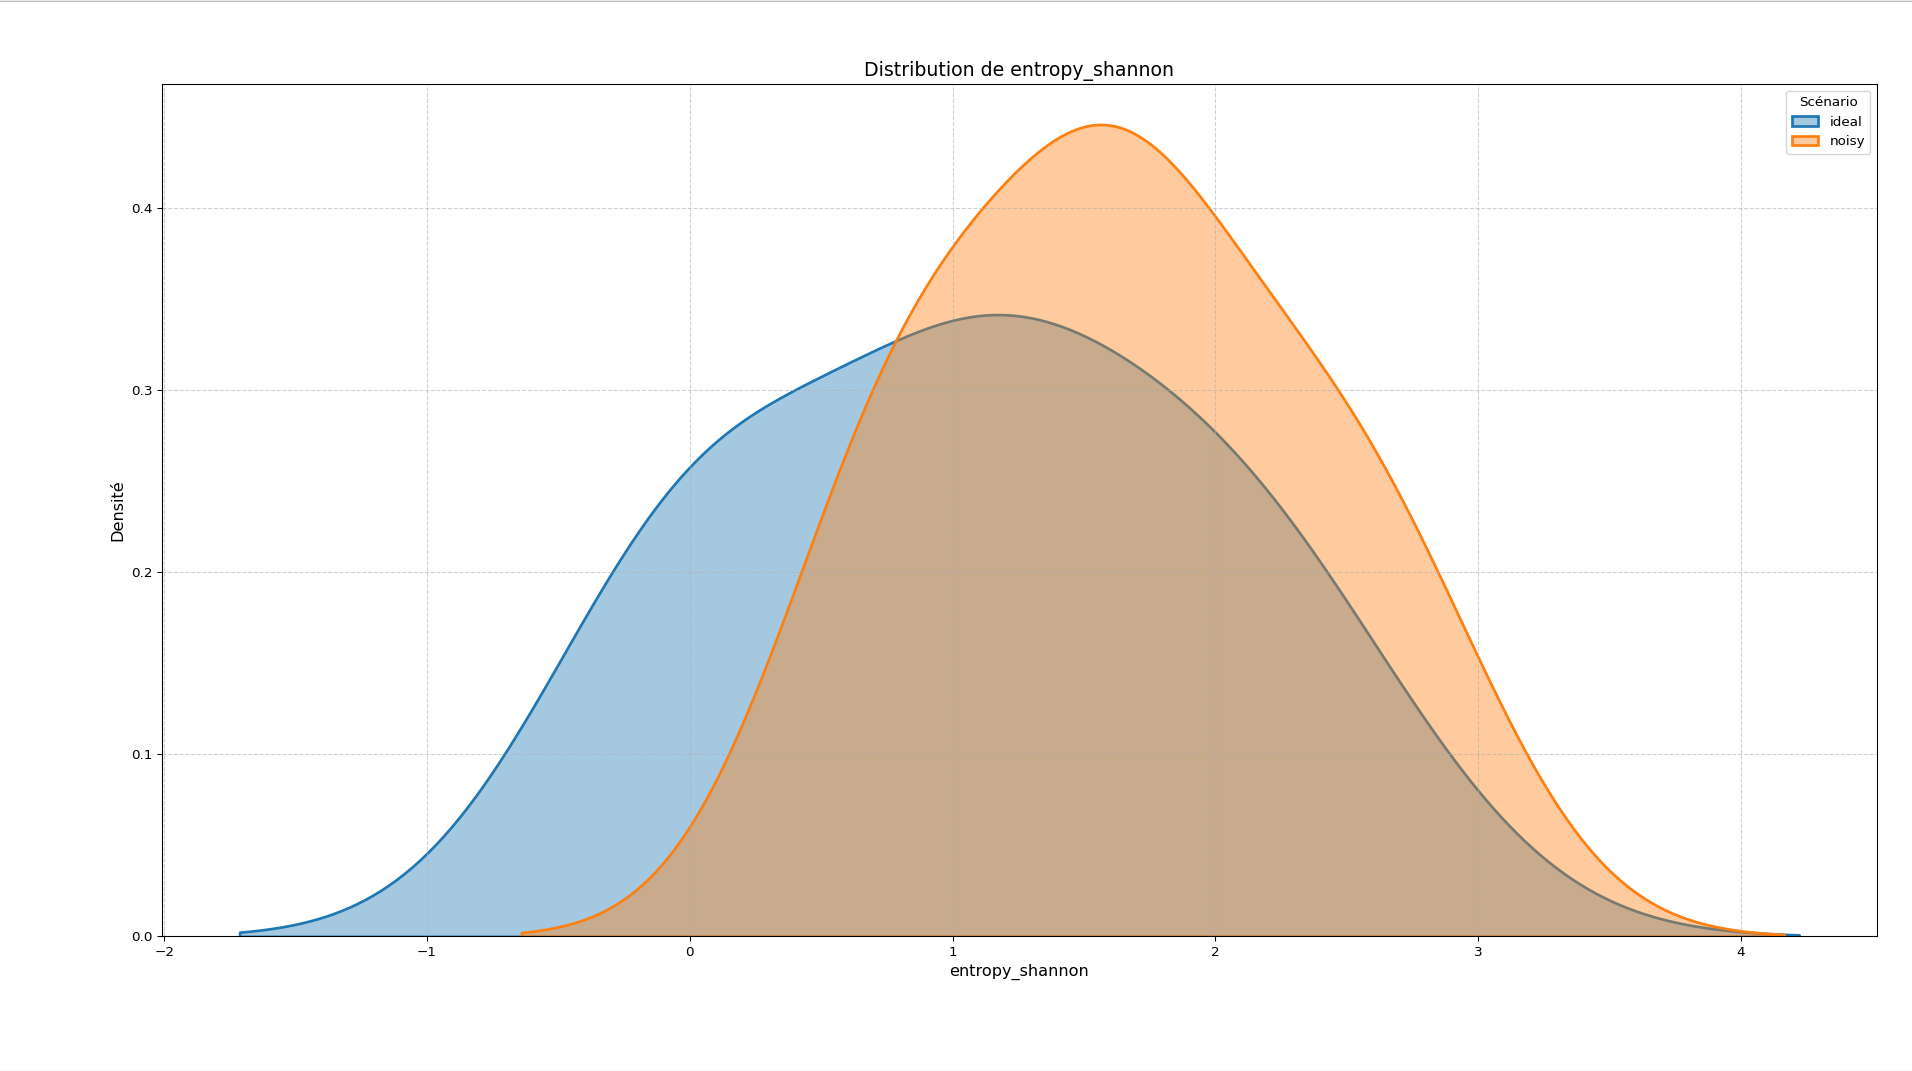 Distribution de entropy_shannon
Scénario
ideal
noisy
Densité
0.4
0.3
0.2
0.1
0.0
−2
−1
0
1
2
3
4
entropy_shannon